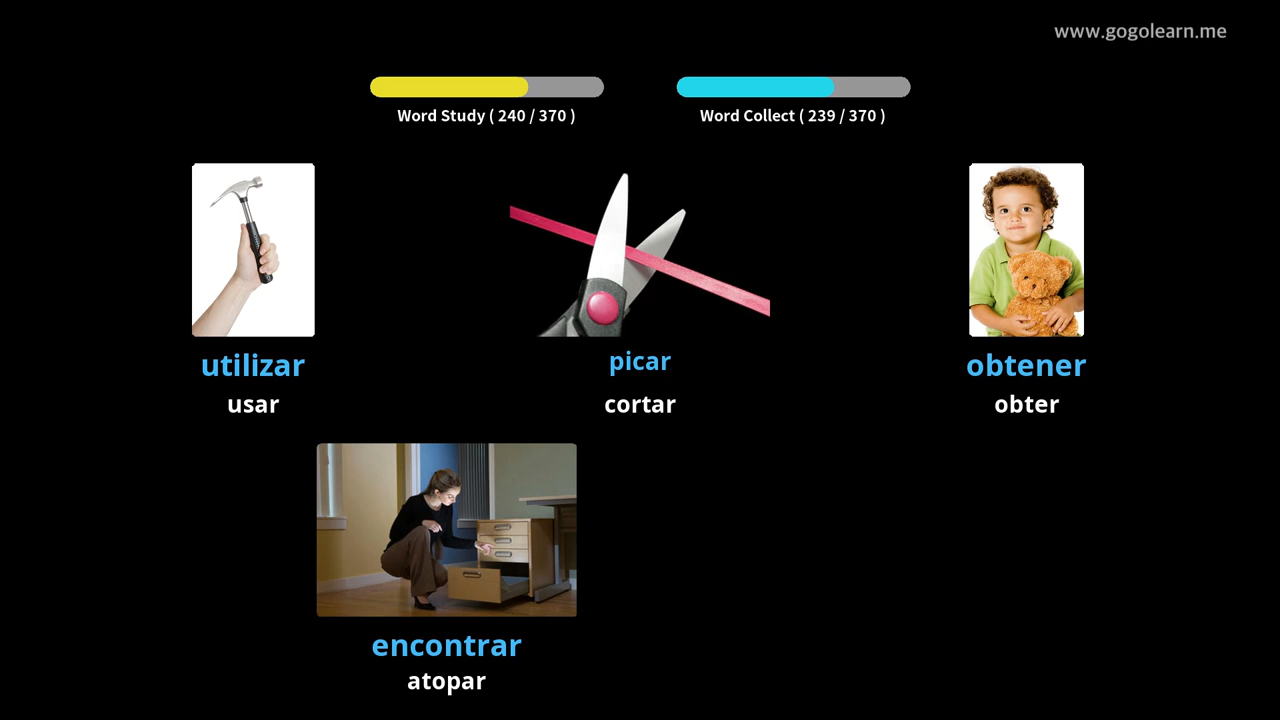 www.gogolearn.me
Word Study ( 240 / 370 )
Word Collect ( 239 / 370 )
utilizar
usar
picar
cortar
obtener
obter
encontrar
atopar